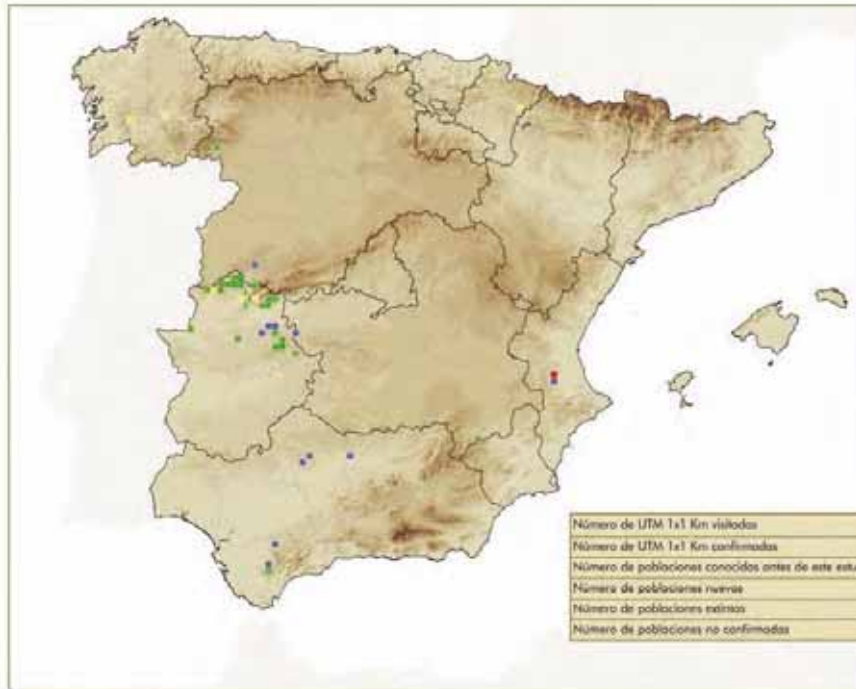 Número de UTM 1x1 Km visitadas
Número de UTM 1x1 Km confirmadas
Número de poblaciones conocidas antes de este estu
Número de poblaciones nuevas
Número de poblaciones extintas
Número de poblaciones no confirmadas